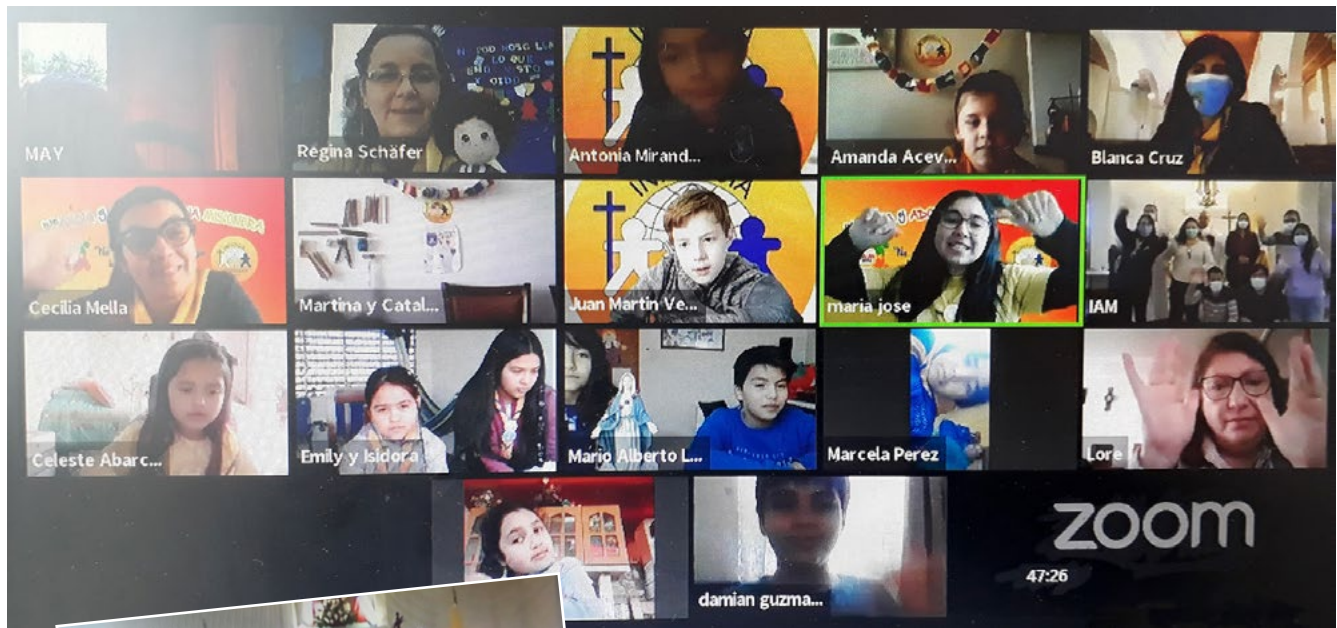 MAY
Regina Schäfer
Antonia Mirand...
Amanda Acev...
Blanca Cruz
Cecilia Mella
Martina y Catal...
Juan Martin Ve...
maria jose
IAM
Celeste Abarc...
Emily y Isidora
Mario Alberto L...
Marcela Perez
Lore
damian guzma...
zoom
47:26